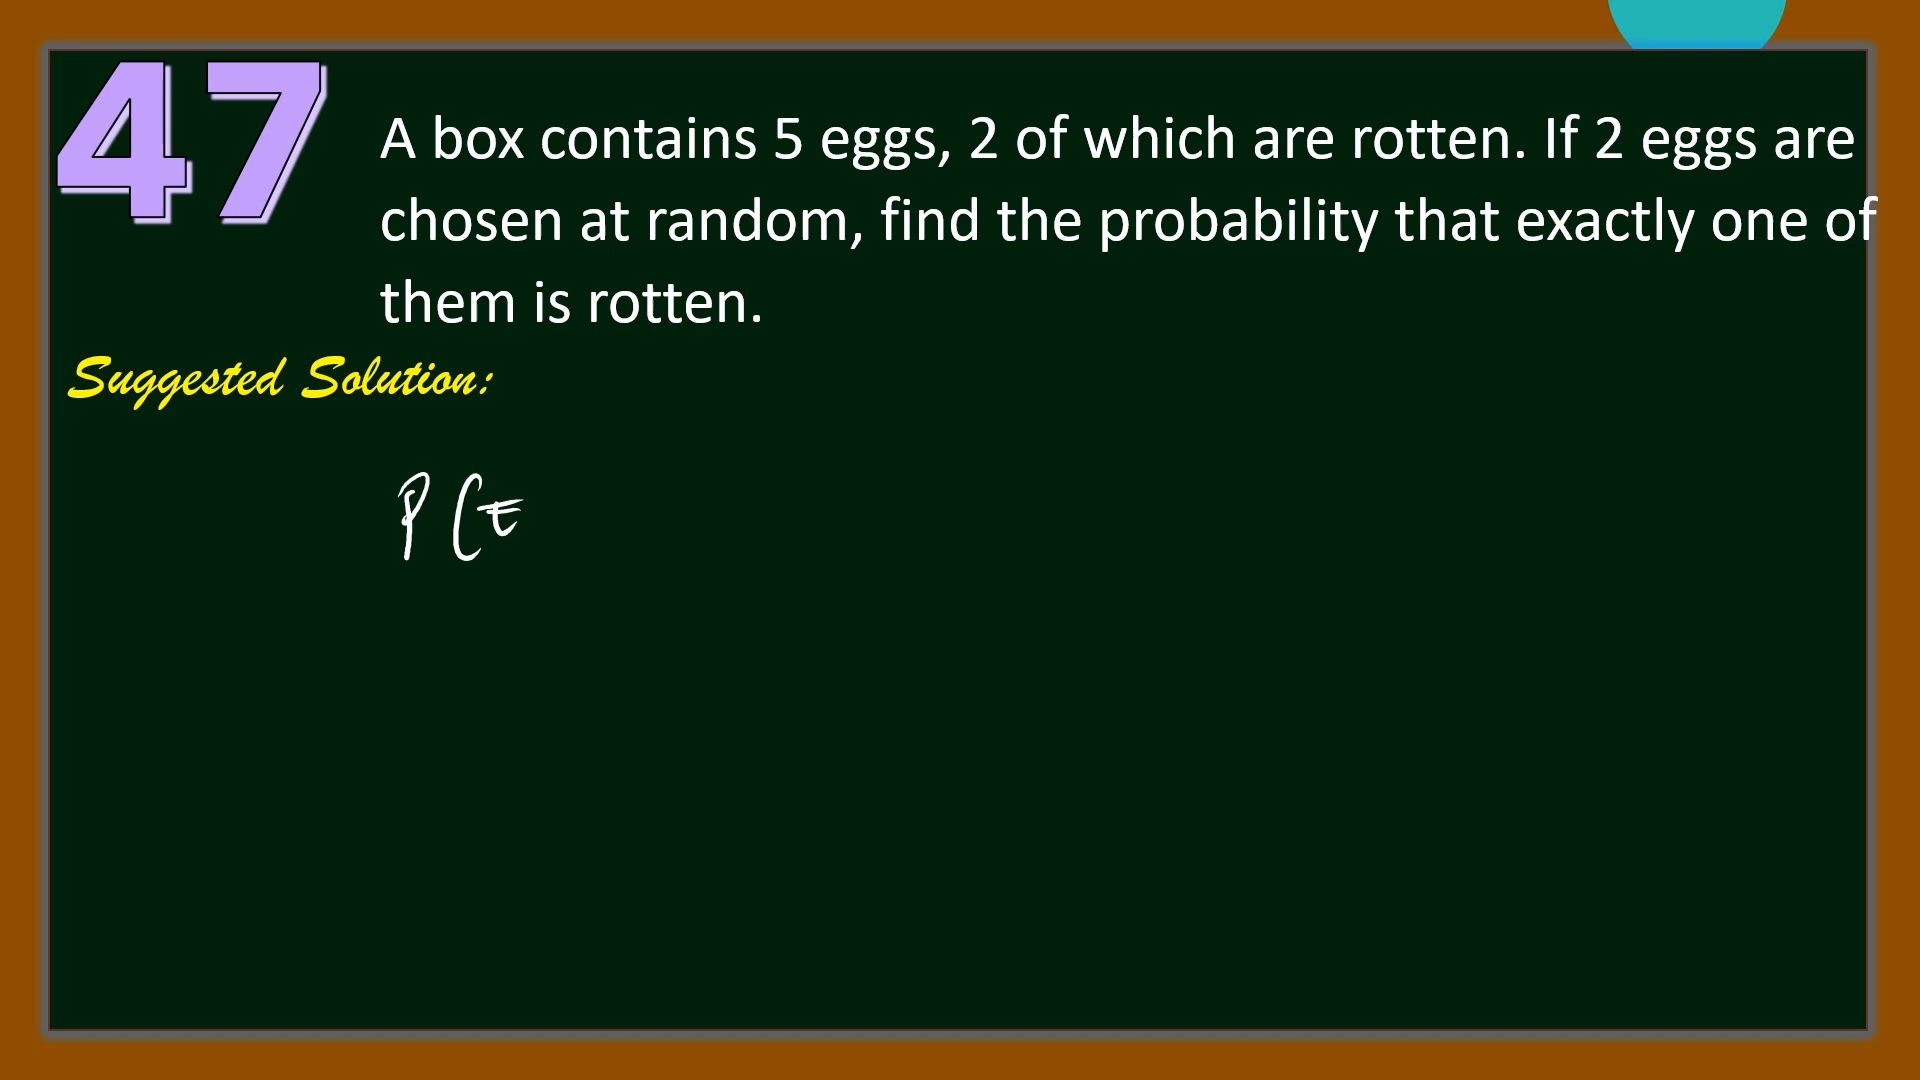 47
A box contains 5 eggs, 2 of which are rotten. If 2 eggs are
chosen at random, find the probability that exactly one of
them is rotten.
Suggested Solution:
P (E